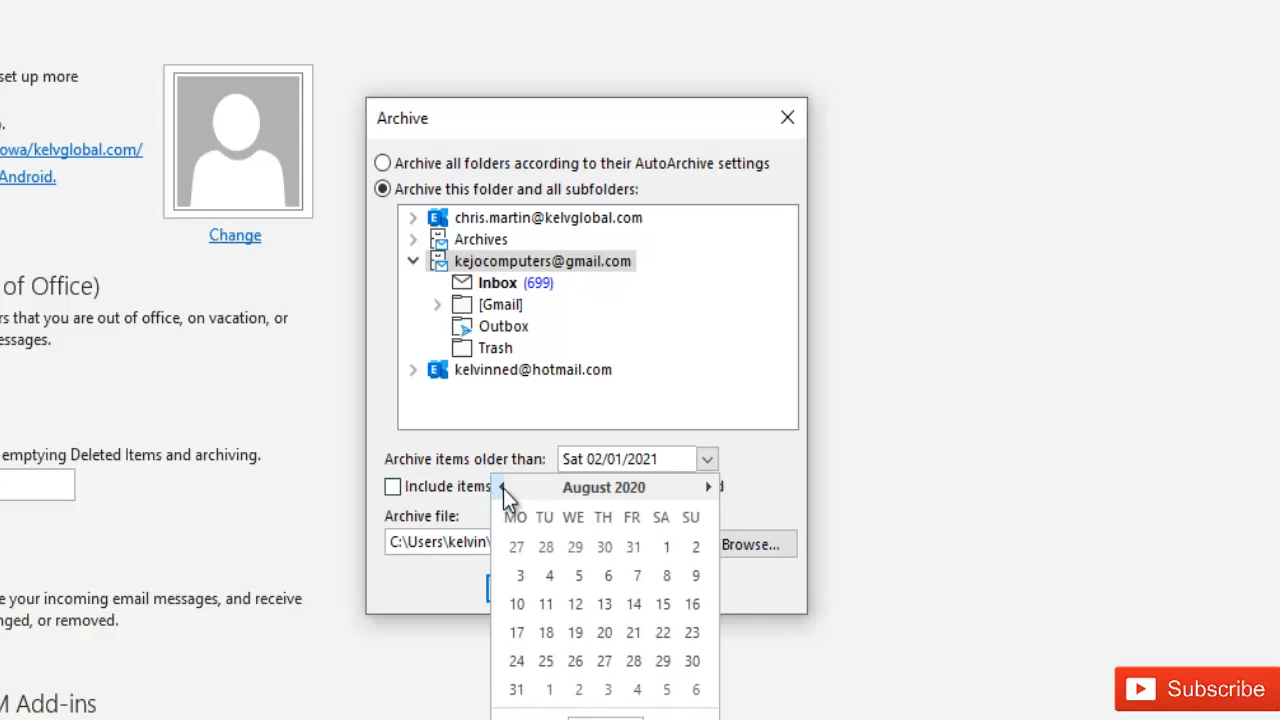 set up more
o.
owa/kelvglobal.com/
Android.
Change
of Office)
rs that you are out of office, on vacation, or
essages.
emptying Deleted Items and archiving.
e your incoming email messages, and receive
nged, or removed.
M Add-ins
Archive
Archive all folders according to their AutoArchive settings
Archive this folder and all subfolders:
chris.martin@kelvglobal.com
Archives
kejocomputers@gmail.com
Inbox (699)
[Gmail]
Outbox
Trash
kelvinned@hotmail.com
Archive items older than: Sat 02/01/2021
Include items
Archive file:
C:\Users\kelvin\
Browse...
August 2020
MO TU WE TH FR SA SU
27 28 29 30 31 1 2
3 4 5 6 7 8 9
10 11 12 13 14 15 16
17 18 19 20 21 22 23
24 25 26 27 28 29 30
31 1 2 3 4 5 6
Subscribe